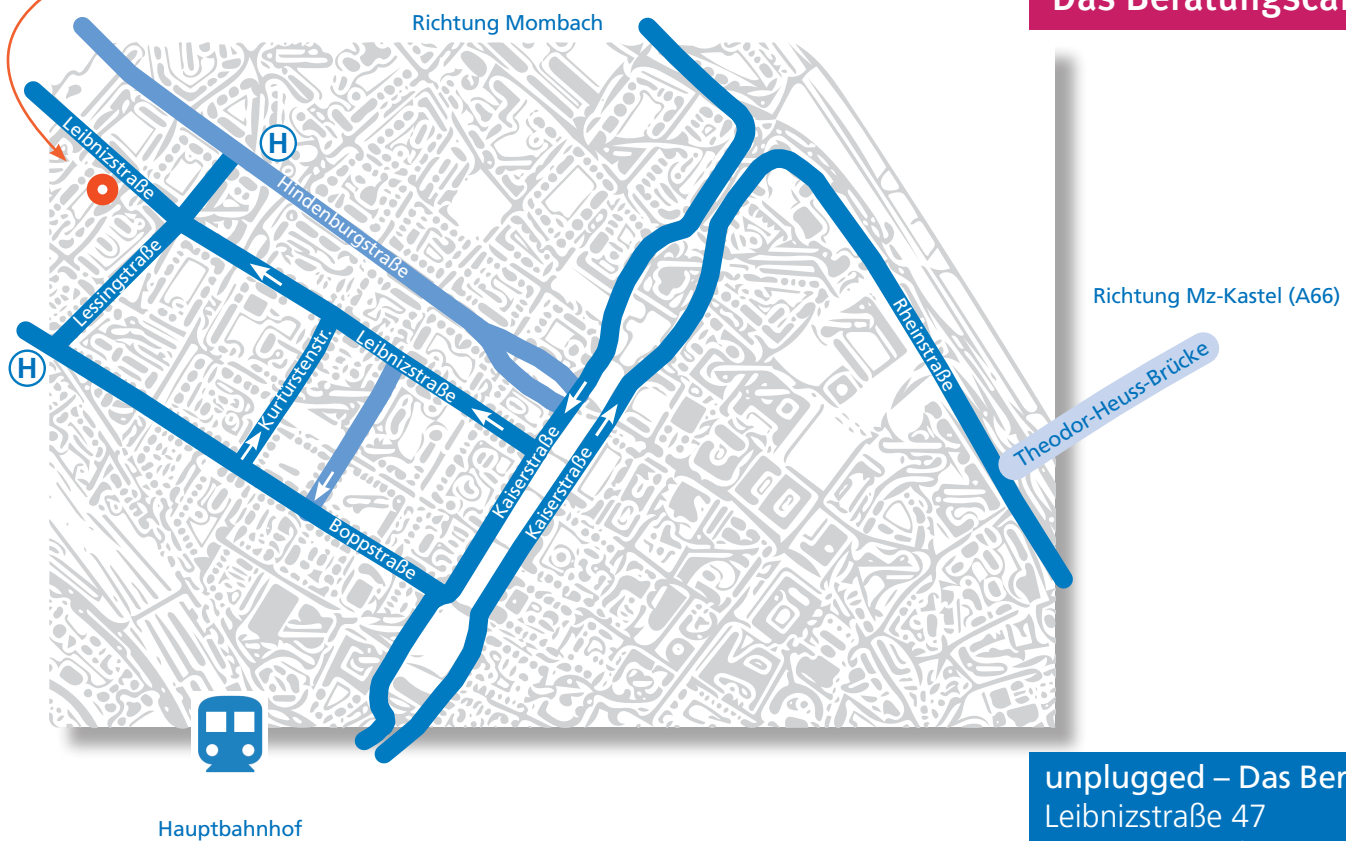 Das Beratungscaf
Richtung Mombach
H
Leibnizstraße
Hindenburgstraße
Lessingstraße
Richtung Mz-Kastel (A66)
Rheinstraße
Kurfürstenstr.
Leibnizstraße
H
Theodor-Heuss-Brücke
Kaiserstraße
Kaiserstraße
Boppstraße
unplugged – Das Ber
Leibnizstraße 47
Hauptbahnhof